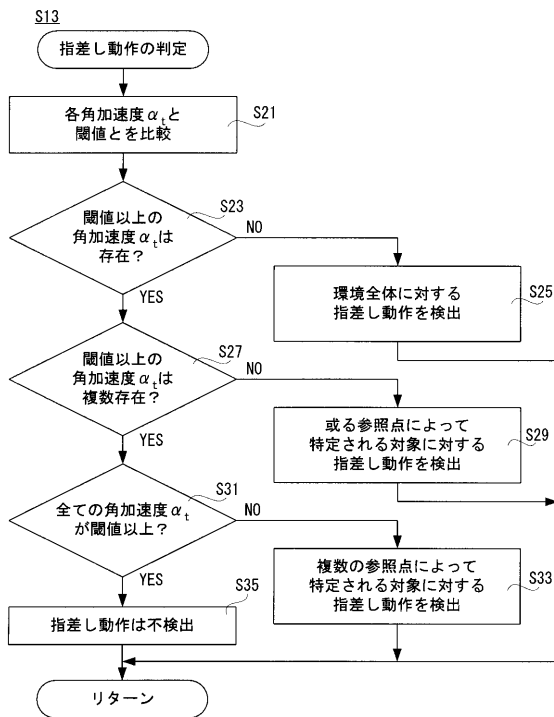 S13
指差し動作の判定
各角加速度αtと
閾値とを比較
S21
閾値以上の
角加速度αtは
存在?
S23
NO
YES
環境全体に対する
指差し動作を検出
S25
閾値以上の
角加速度αtは
複数存在?
S27
NO
YES
或る参照点によって
特定される対象に対する
指差し動作を検出
S29
全ての角加速度αt
が閾値以上?
S31
NO
YES
複数の参照点によって
特定される対象に対する
指差し動作を検出
S33
指差し動作は不検出
S35
リターン